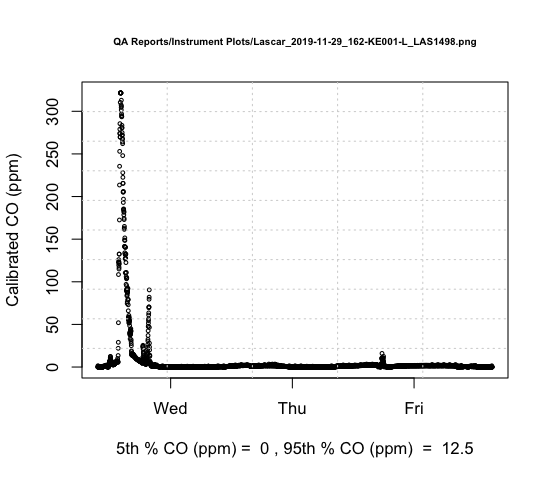 QA Reports/Instrument Plots/Lascar_2019-11-29_162-KE001-L_LAS1498.png
Calibrated CO (ppm)
300
250
200
150
100
50
0
Wed Thu Fri
5th % CO (ppm) = 0 , 95th % CO (ppm) = 12.5